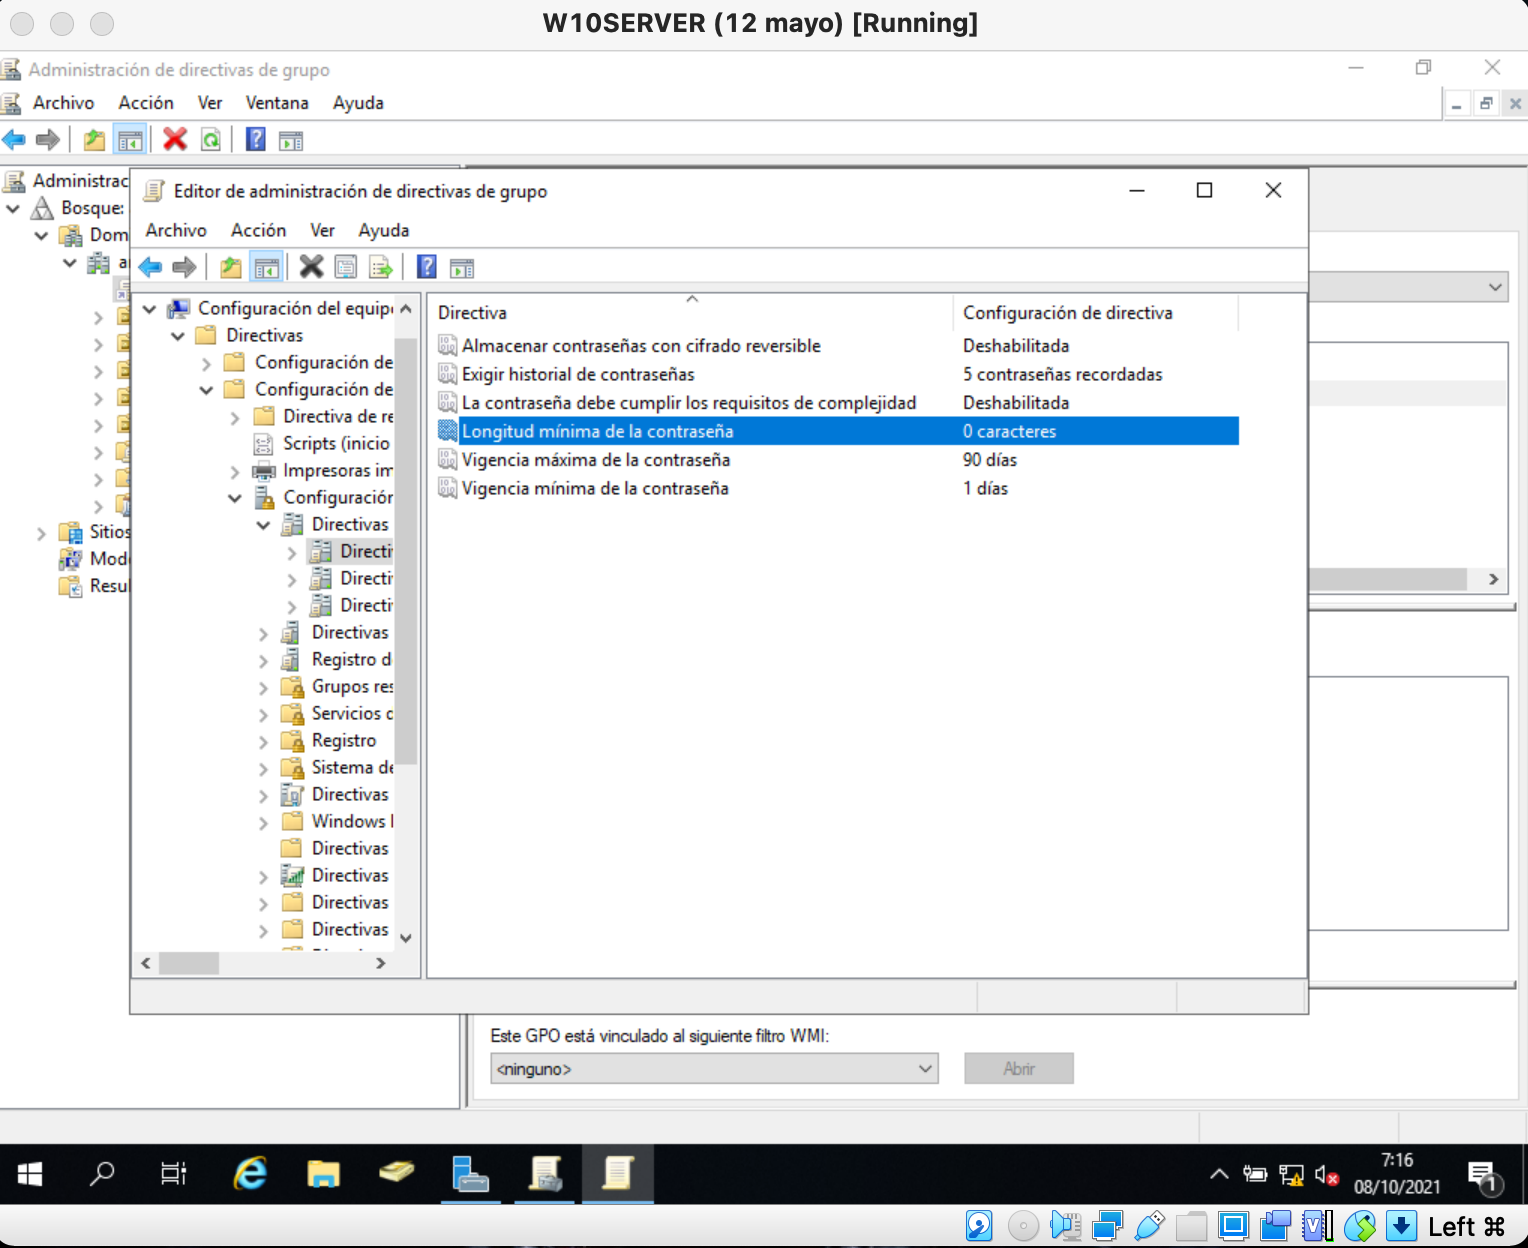 W10SERVER (12 mayo) [Running]
Administración de directivas de grupo
Archivo Acción Ver Ventana Ayuda
Administrac
Bosque:
Dom
Sitios
Mode
Resul
Editor de administración de directivas de grupo
Archivo Acción Ver Ayuda
Configuración del equipo
Directivas
Configuración de
Configuración de
Directiva de re
Scripts (inicio
Impresoras im
Configuración
Directivas
Directi
Directi
Directi
Directivas
Registro de
Grupos res
Servicios d
Registro
Sistema de
Directivas
Windows
Directivas
Directivas
Directivas
Directivas
Directiva Configuración de directiva
Almacenar contraseñas con cifrado reversible Deshabilitada
Exigir historial de contraseñas 5 contraseñas recordadas
La contraseña debe cumplir los requisitos de complejidad Deshabilitada
Longitud mínima de la contraseña 0 caracteres
Vigencia máxima de la contraseña 90 días
Vigencia mínima de la contraseña 1 días
Este GPO está vinculado al siguiente filtro WMI:
<ninguno> Abrir
7:16
08/10/2021
1
Left ⌘